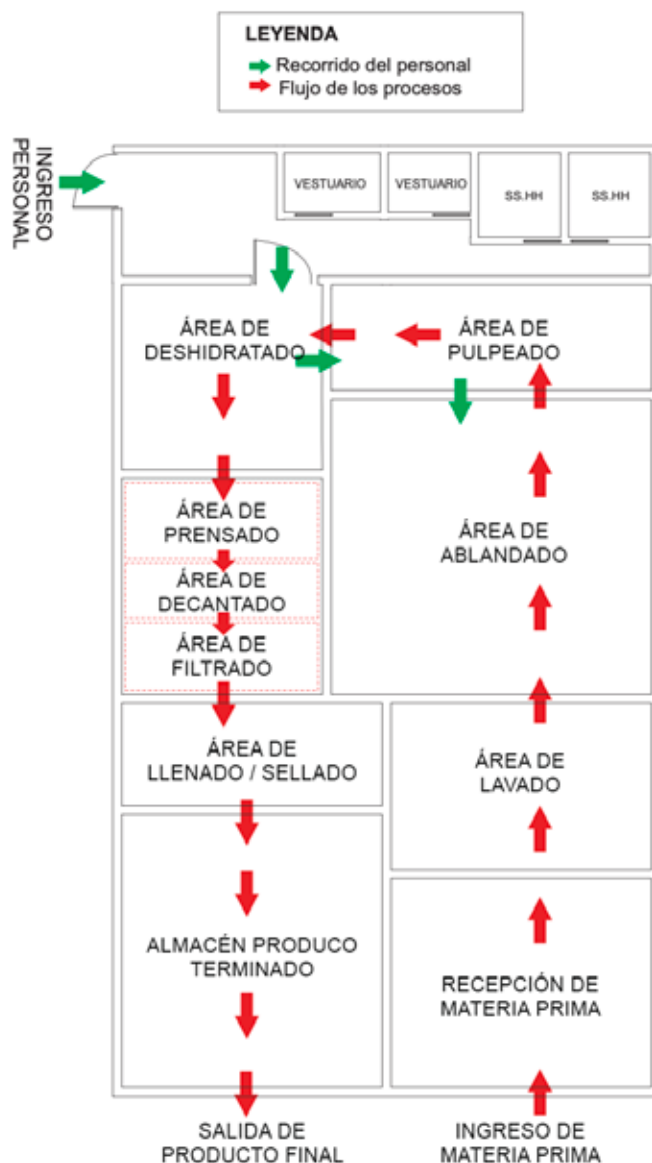 LEYENDA
Recorrido del personal
Flujo de los procesos
INGRESO
PERSONAL
VESTUARIO
VESTUARIO
SS.HH
SS.HH
ÁREA DE
DESHIDRATADO
ÁREA DE
PULPEADO
ÁREA DE
PRENSADO
ÁREA DE
ABLANDADO
ÁREA DE
DECANTADO
ÁREA DE
FILTRADO
ÁREA DE
LLENADO / SELLADO
ÁREA DE
LAVADO
ALMACÉN PRODUCO
TERMINADO
RECEPCIÓN DE
MATERIA PRIMA
SALIDA DE
PRODUCTO FINAL
INGRESO DE
MATERIA PRIMA